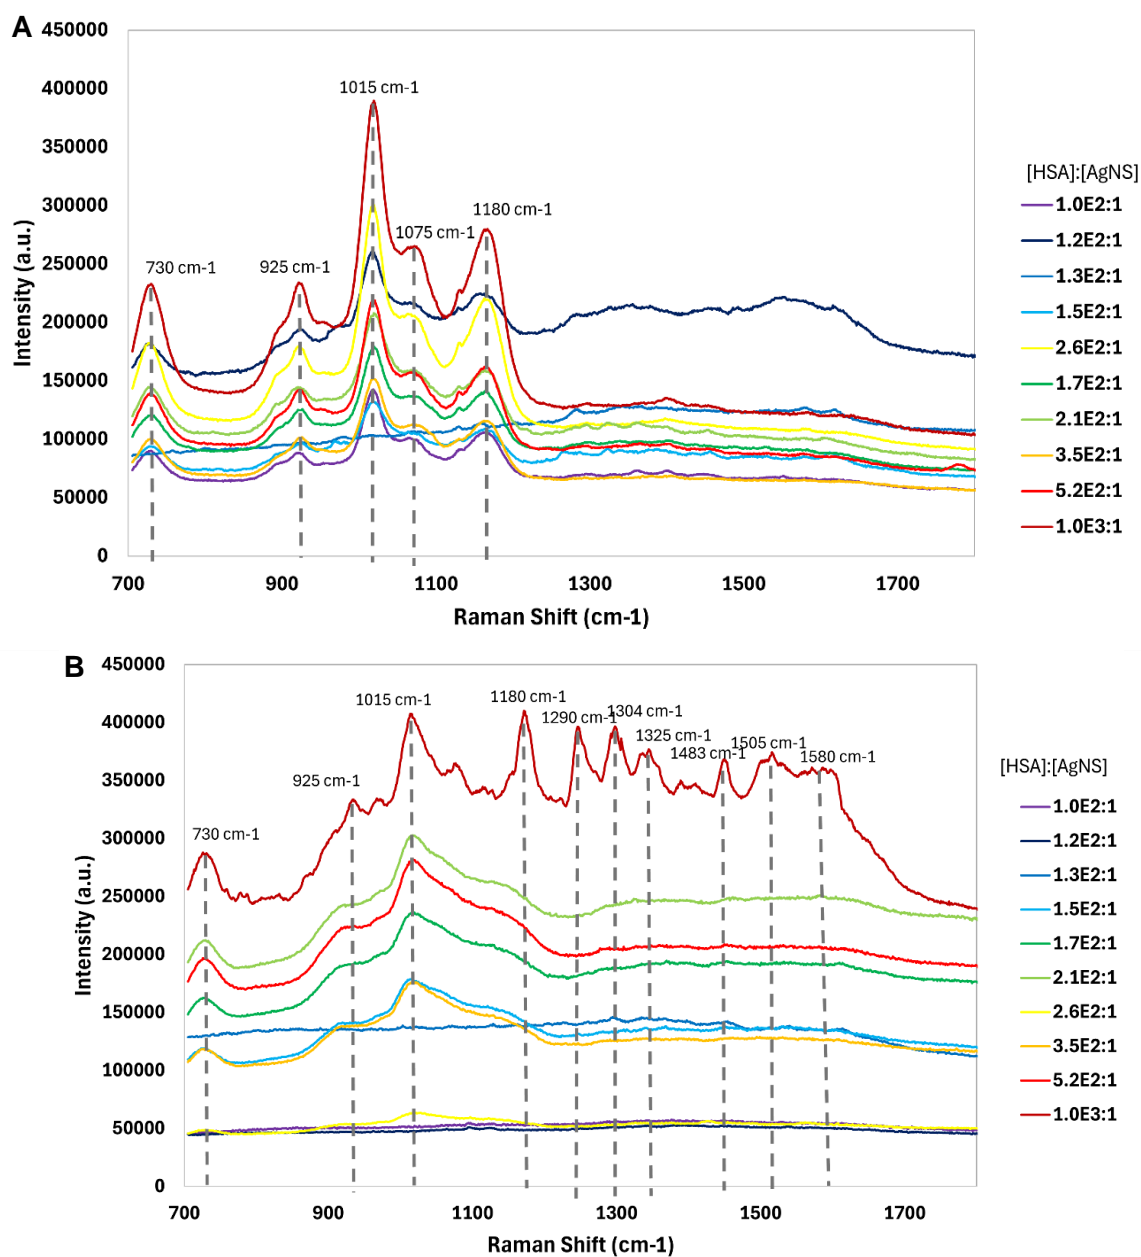 A
450000
400000
350000
300000
250000
200000
150000
100000
50000
0
Intensity (a.u.)
730 cm-1
925 cm-1
1015 cm-1
1075 cm-1
1180 cm-1
700
900
1100
1300
1500
1700
Raman Shift (cm-1)
[HSA]:[AgNS]
1.0E2:1
1.2E2:1
1.3E2:1
1.5E2:1
2.6E2:1
1.7E2:1
2.1E2:1
3.5E2:1
5.2E2:1
1.0E3:1
B
450000
400000
350000
300000
250000
200000
150000
100000
50000
0
Intensity (a.u.)
730 cm-1
925 cm-1
1015 cm-1
1180 cm-1
1290 cm-1
1304 cm-1
1325 cm-1
1483 cm-1
1505 cm-1
1580 cm-1
700
900
1100
1300
1500
1700
Raman Shift (cm-1)
[HSA]:[AgNS]
1.0E2:1
1.2E2:1
1.3E2:1
1.5E2:1
1.7E2:1
2.1E2:1
2.6E2:1
3.5E2:1
5.2E2:1
1.0E3:1